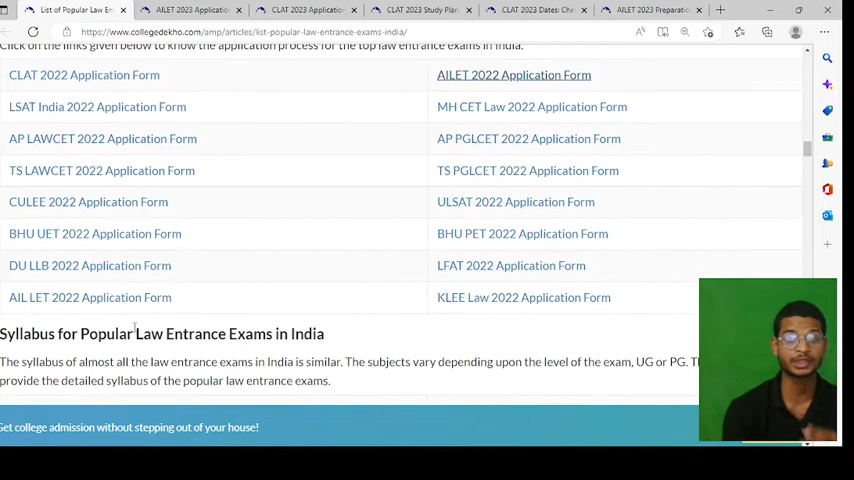 List of Popular Law En
AILET 2023 Application
CLAT 2023 Application
CLAT 2023 Study Plan
CLAT 2023 Dates: Che
AILET 2023 Preparatio
https://www.collegedekho.com/amp/articles/list-popular-law-entrance-exams-india/
Click on the links given below to know the application process for the top law entrance exams in India.
CLAT 2022 Application Form
AILET 2022 Application Form
LSAT India 2022 Application Form
MH CET Law 2022 Application Form
AP LAWCET 2022 Application Form
AP PGLCET 2022 Application Form
TS LAWCET 2022 Application Form
TS PGLCET 2022 Application Form
CULEE 2022 Application Form
ULSAT 2022 Application Form
BHU UET 2022 Application Form
BHU PET 2022 Application Form
DU LLB 2022 Application Form
LFAT 2022 Application Form
AIL LET 2022 Application Form
KLEE Law 2022 Application Form
Syllabus for Popular Law Entrance Exams in India
The syllabus of almost all the law entrance exams in India is similar. The subjects vary depending upon the level of the exam, UG or PG.
provide the detailed syllabus of the popular law entrance exams.
Get college admission without stepping out of your house!